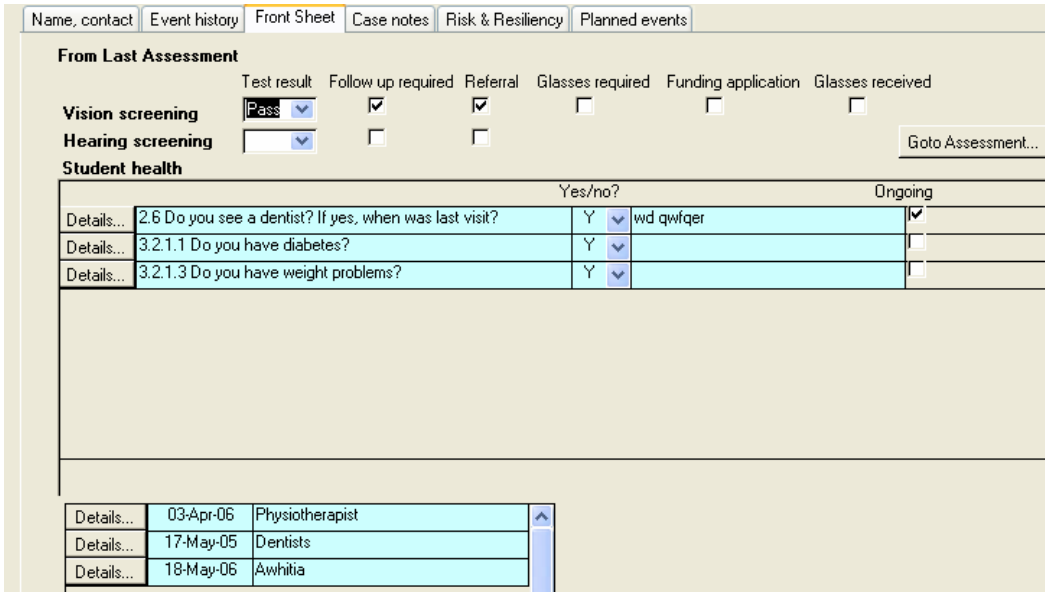 Name, contact Event history Front Sheet Case notes Risk & Resiliency Planned events
From Last Assessment
Test result Follow up required Referral Glasses required Funding application Glasses received
Vision screening Pass
Hearing screening
Goto Assessment...
Student health
Yes/no? Ongoing
Details... 2.6 Do you see a dentist? If yes, when was last visit? Y wd qwfqer
Details... 3.2.1.1 Do you have diabetes? Y
Details... 3.2.1.3 Do you have weight problems? Y
Details... 03-Apr-06 Physiotherapist
Details... 17-May-05 Dentists
Details... 18-May-06 Awhitia